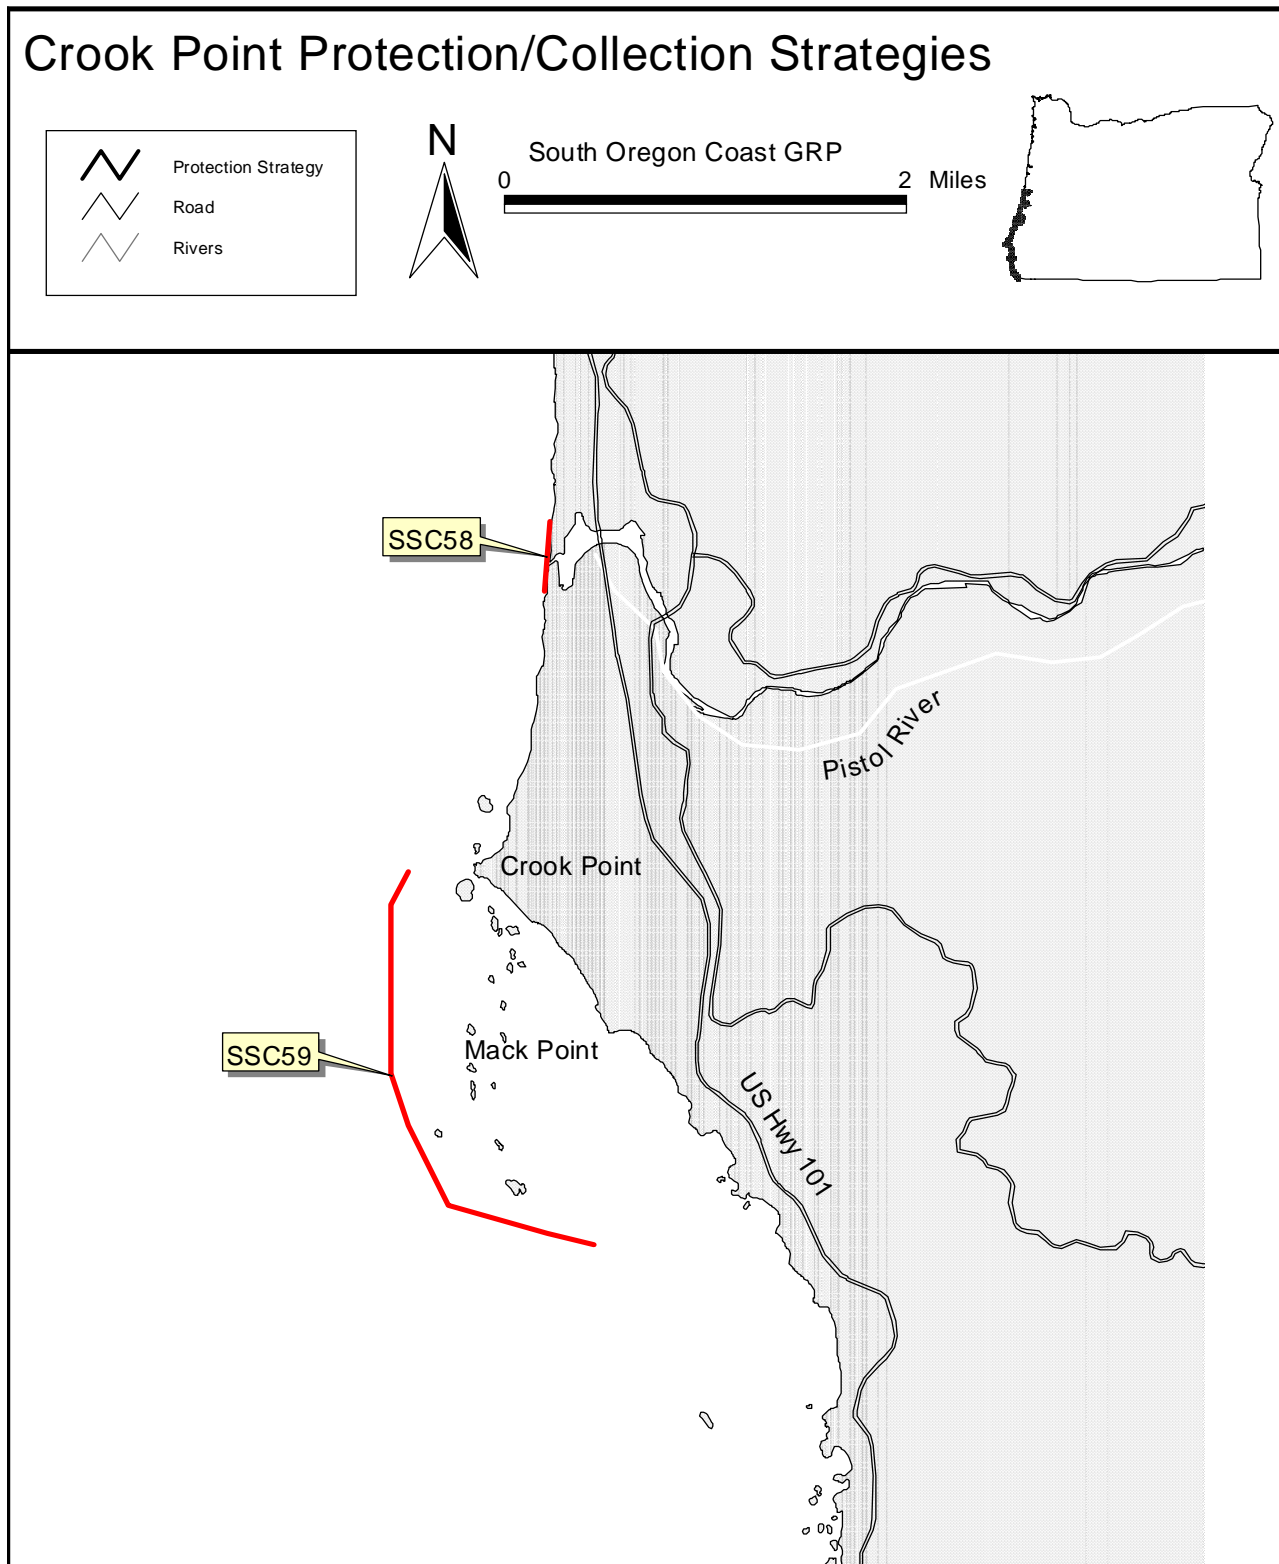 Crook Point Protection/Collection Strategies
Protection Strategy
Road
Rivers
N
South Oregon Coast GRP
0 2 Miles
SSC58
Pistol River
Crook Point
SSC59
Mack Point
US Hwy 101